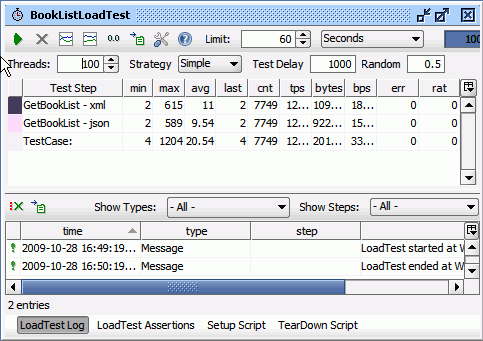 BookListLoadTest
0.0 Limit: 60 Seconds 100
Threads: 100 Strategy Simple Test Delay 1000 Random 0.5
Test Step min max avg last cnt tps bytes bps err rat
GetBookList - xml 2 615 11 2 7749 12... 109... 18... 0 0
GetBookList - json 2 589 9.54 2 7749 12... 922... 15... 0 0
TestCase: 4 1204 20.54 4 7749 12... 201... 33... 0 0
Show Types: - All - Show Steps: - All -
time type step
2009-10-28 16:49:19... Message LoadTest started at W
2009-10-28 16:50:19... Message LoadTest ended at W
2 entries
LoadTest Log LoadTest Assertions Setup Script TearDown Script